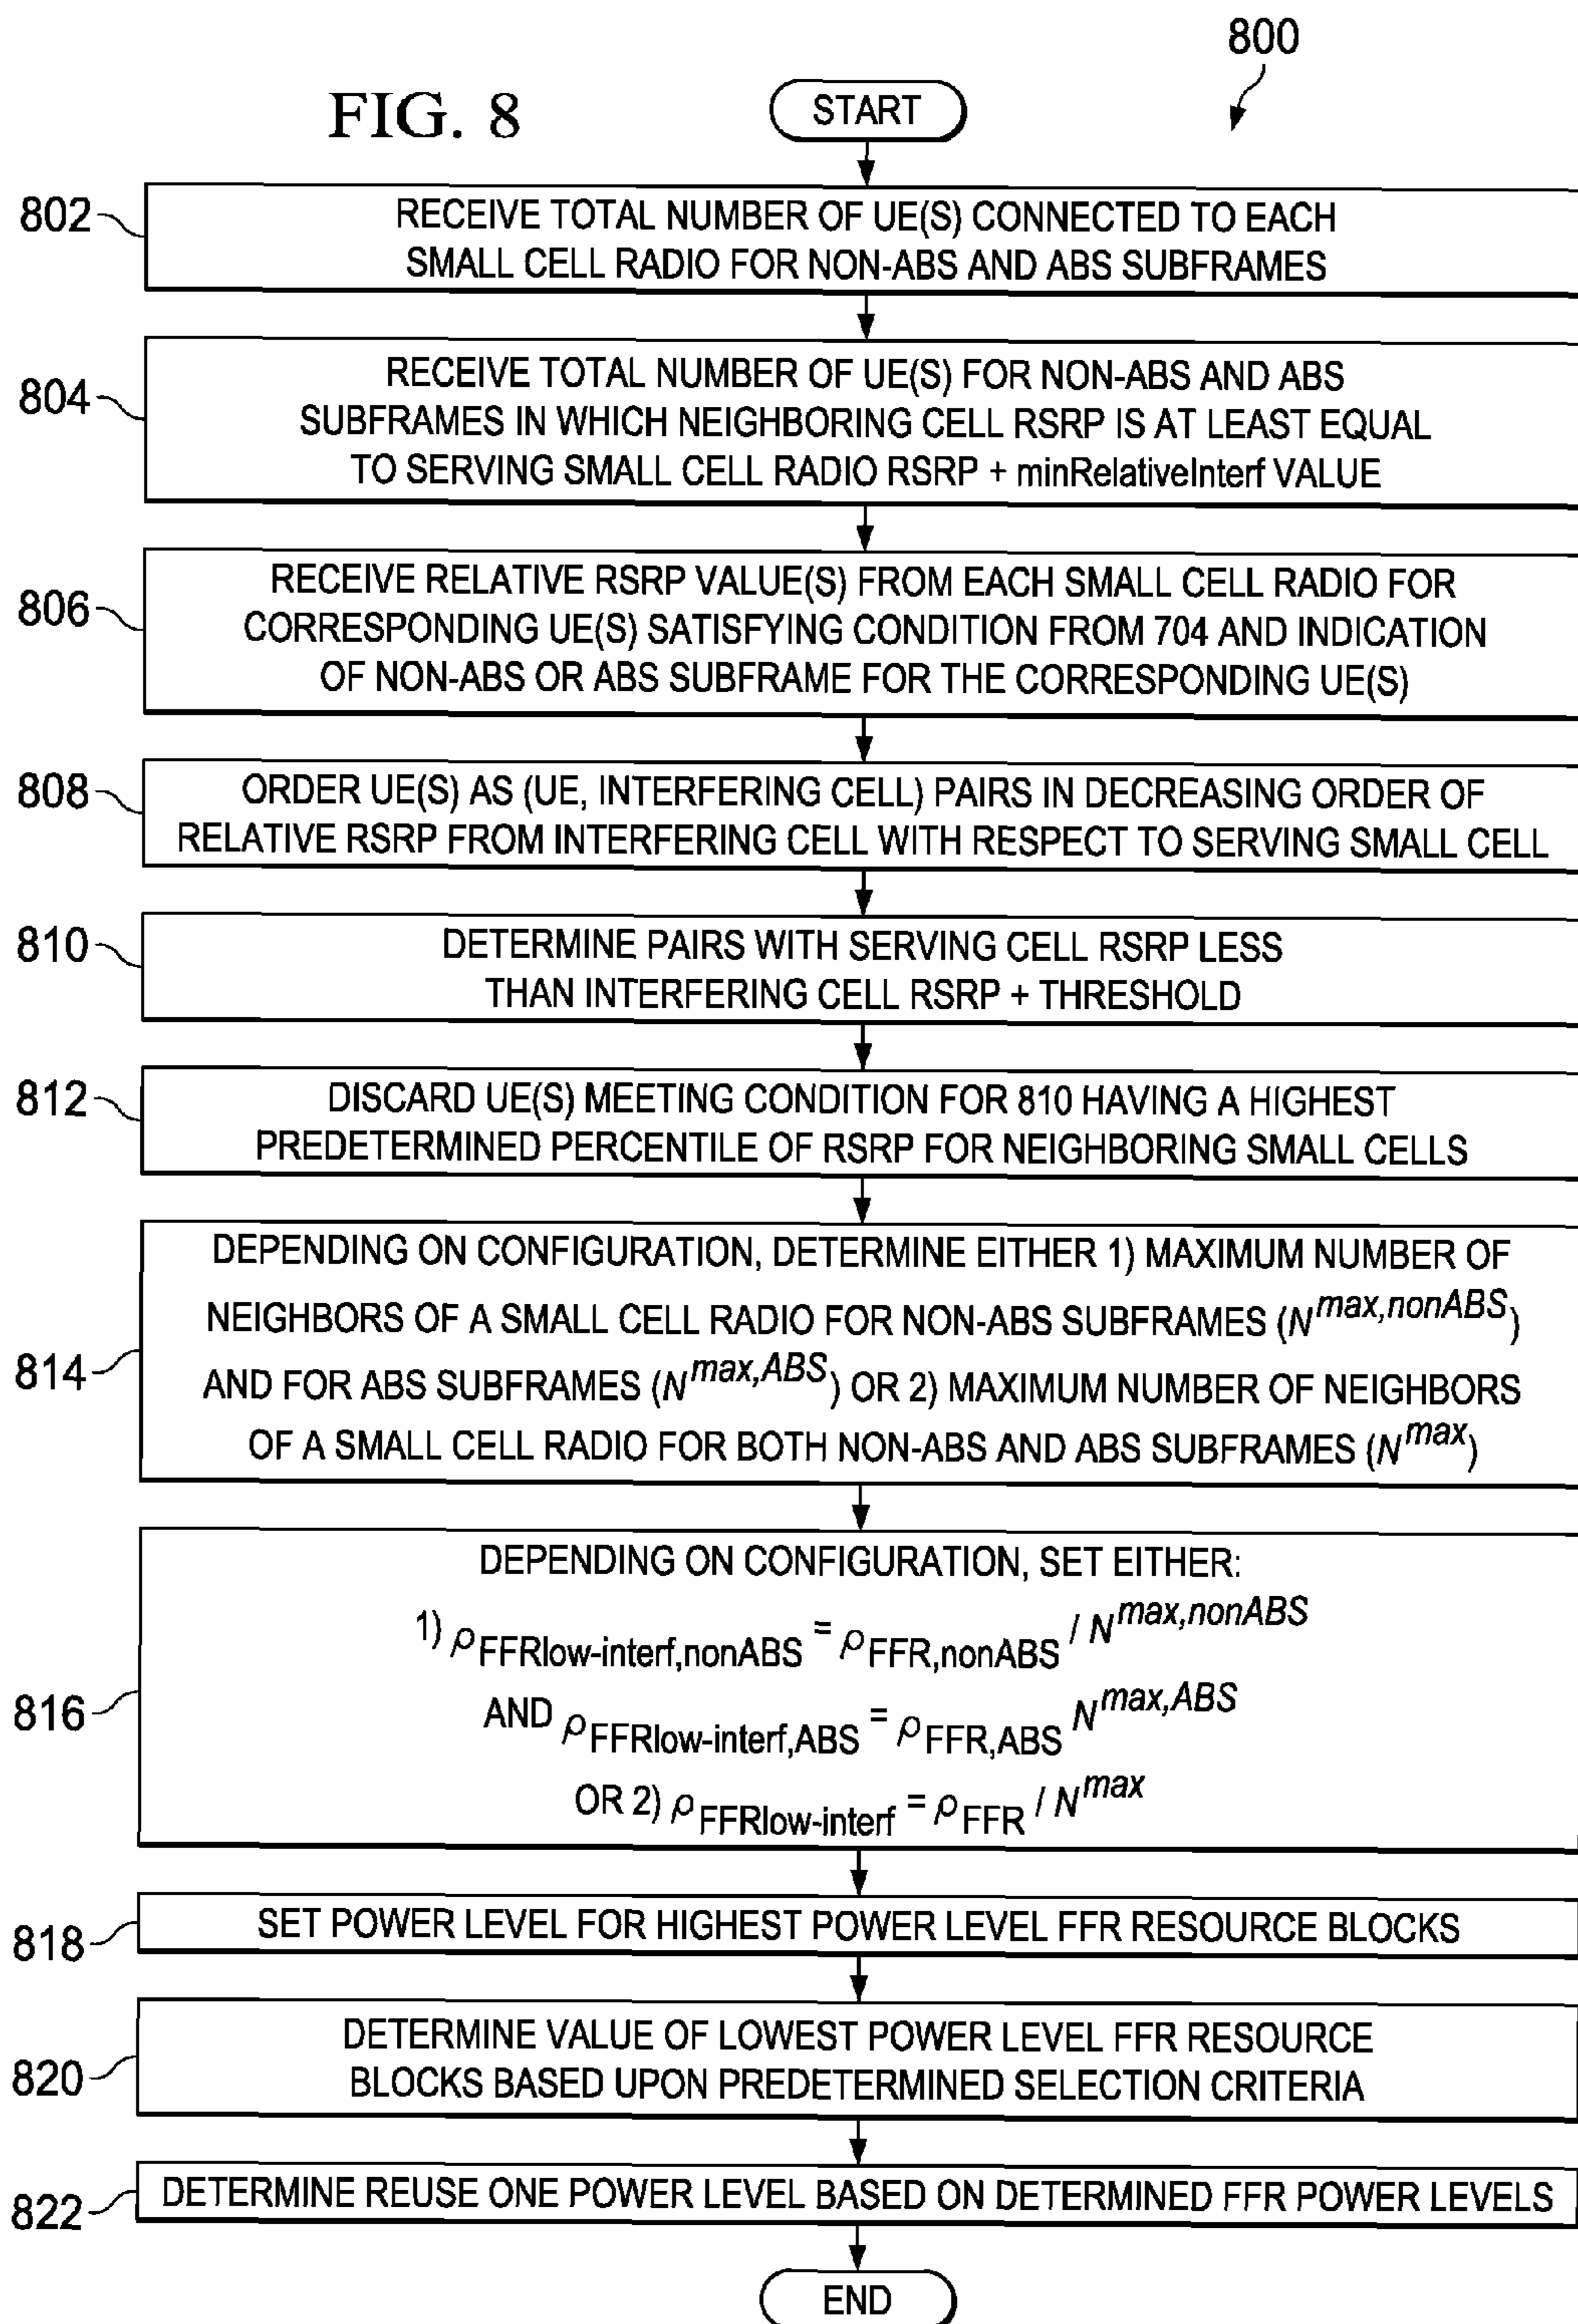 800
FIG. 8
START
802
RECEIVE TOTAL NUMBER OF UE(S) CONNECTED TO EACH
SMALL CELL RADIO FOR NON-ABS AND ABS SUBFRAMES
804
RECEIVE TOTAL NUMBER OF UE(S) FOR NON-ABS AND ABS
SUBFRAMES IN WHICH NEIGHBORING CELL RSRP IS AT LEAST EQUAL
TO SERVING SMALL CELL RADIO RSRP + minRelativeInterf VALUE
806
RECEIVE RELATIVE RSRP VALUE(S) FROM EACH SMALL CELL RADIO FOR
CORRESPONDING UE(S) SATISFYING CONDITION FROM 704 AND INDICATION
OF NON-ABS OR ABS SUBFRAME FOR THE CORRESPONDING UE(S)
808
ORDER UE(S) AS (UE, INTERFERING CELL) PAIRS IN DECREASING ORDER OF
RELATIVE RSRP FROM INTERFERING CELL WITH RESPECT TO SERVING SMALL CELL
810
DETERMINE PAIRS WITH SERVING CELL RSRP LESS
THAN INTERFERING CELL RSRP + THRESHOLD
812
DISCARD UE(S) MEETING CONDITION FOR 810 HAVING A HIGHEST
PREDETERMINED PERCENTILE OF RSRP FOR NEIGHBORING SMALL CELLS
814
DEPENDING ON CONFIGURATION, DETERMINE EITHER 1) MAXIMUM NUMBER OF
NEIGHBORS OF A SMALL CELL RADIO FOR NON-ABS SUBFRAMES (N^max,nonABS)
AND FOR ABS SUBFRAMES (N^max,ABS) OR 2) MAXIMUM NUMBER OF NEIGHBORS
OF A SMALL CELL RADIO FOR BOTH NON-ABS AND ABS SUBFRAMES (N^max)
816
DEPENDING ON CONFIGURATION, SET EITHER:
1) ρ_FFRlow-interf,nonABS = ρ_FFR,nonABS / N^max,nonABS
AND ρ_FFRlow-interf,ABS = ρ_FFR,ABS N^max,ABS
OR 2) ρ_FFRlow-interf = ρ_FFR / N^max
818
SET POWER LEVEL FOR HIGHEST POWER LEVEL FFR RESOURCE BLOCKS
820
DETERMINE VALUE OF LOWEST POWER LEVEL FFR RESOURCE
BLOCKS BASED UPON PREDETERMINED SELECTION CRITERIA
822
DETERMINE REUSE ONE POWER LEVEL BASED ON DETERMINED FFR POWER LEVELS
END